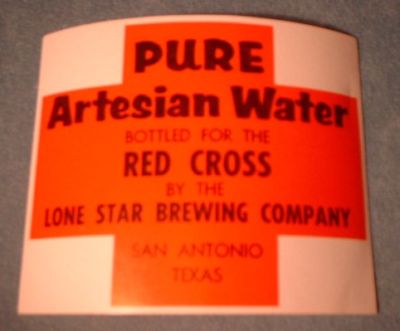 PURE
Artesian Water
BOTTLED FOR THE
RED CROSS
BY THE
LONE STAR BREWING COMPANY
SAN ANTONIO
TEXAS